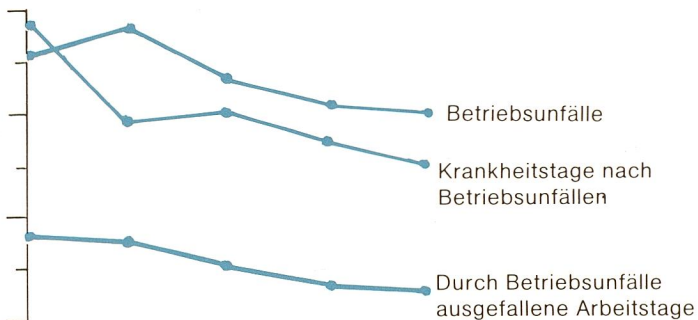 Betriebsunfälle
Krankheitstage nach
Betriebsunfällen
Durch Betriebsunfälle
ausgefallene Arbeitstage